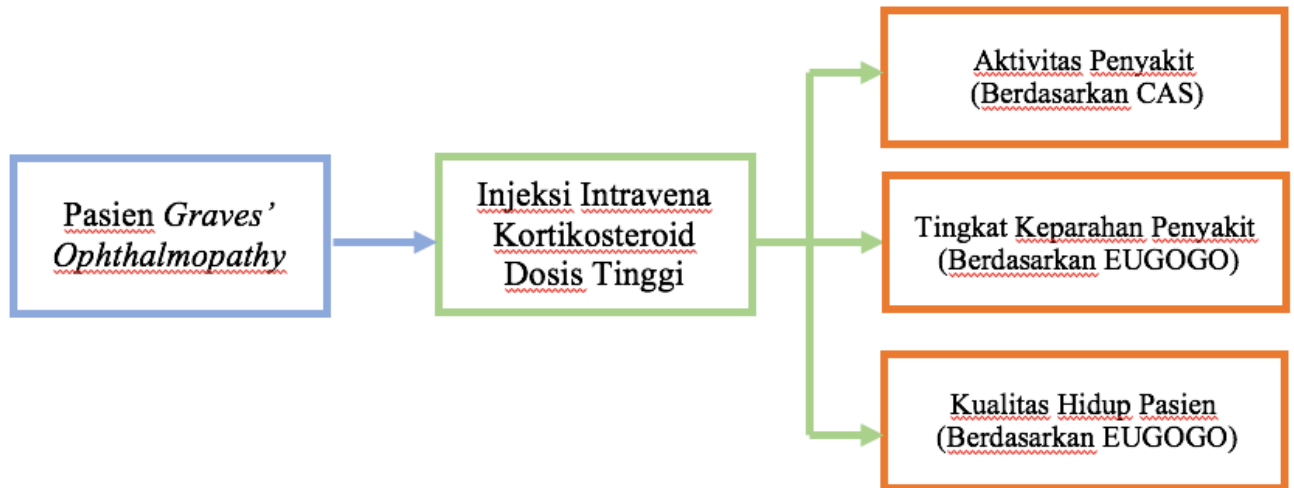 Pasien Graves’
Ophthalmopathy
Injeksi Intravena
Kortikosteroid
Dosis Tinggi
Aktivitas Penyakit
(Berdasarkan CAS)
Tingkat Keparahan Penyakit
(Berdasarkan EUGOGO)
Kualitas Hidup Pasien
(Berdasarkan EUGOGO)